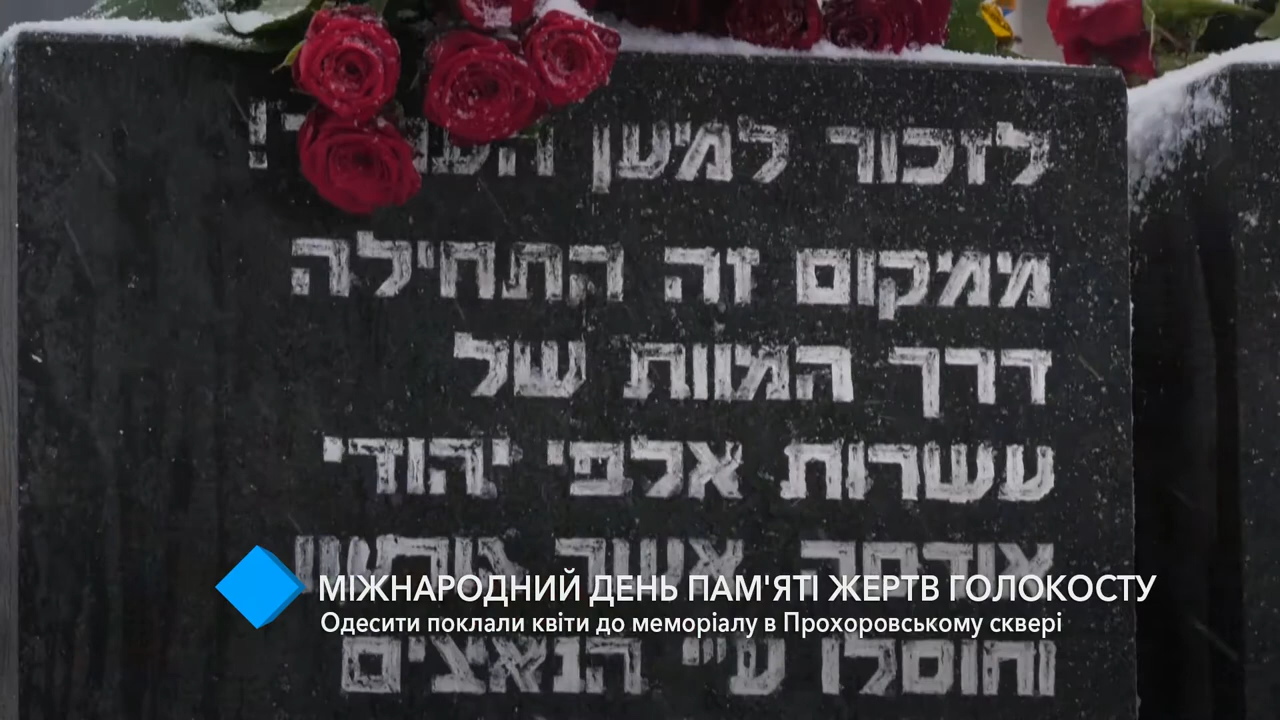 לזכור למען
ממקום זה התחילה
דרך המוות של
עשרות אלפי יהודי
אודסה אשר
МІЖНАРОДНИЙ ДЕНЬ ПАМ'ЯТІ ЖЕРТВ ГОЛОКОСТУ
Одесити поклали квіти до меморіалу в Прохоровському сквері
וחוסלו ע"י הנאצים